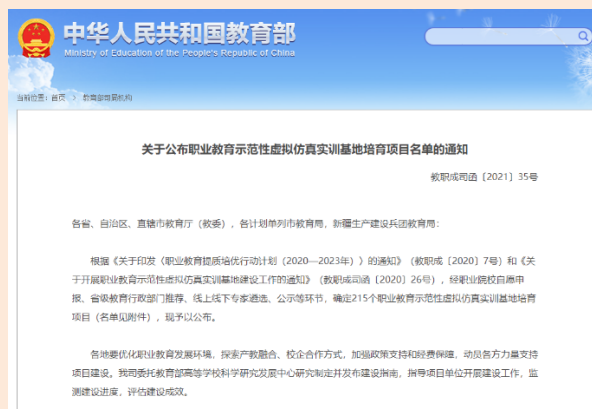 中华人民共和国教育部
Ministry of Education of the People's Republic of China
当前位置：首页 > 教育部司局机构
关于公布职业教育示范性虚拟仿真实训基地培育项目名单的通知
教职成司函〔2021〕35号
各省、自治区、直辖市教育厅（教委），各计划单列市教育局，新疆生产建设兵团教育局：
根据《关于印发〈职业教育提质培优行动计划（2020—2023年）〉的通知》（教职成〔2020〕7号）和《关
于开展职业教育示范性虚拟仿真实训基地建设工作的通知》（教职成司函〔2020〕26号），经职业院校自愿申
报、省级教育行政部门推荐、线上线下专家遴选、公示等环节，确定215个职业教育示范性虚拟仿真实训基地培育
项目（名单见附件），现予以公布。
各地要优化职业教育发展环境，探索产教融合、校企合作方式，加强政策支持和经费保障，动员各方力量支持
项目建设。我司委托教育部高等学校科学研究发展中心研究制定并发布建设指南，指导项目单位开展建设工作，监
测建设进度，评估建设成效。